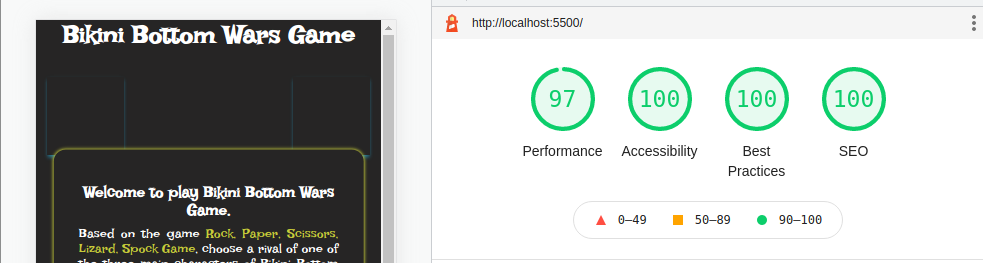 Bikini Bottom Wars Game
Welcome to play Bikini Bottom Wars
Game.
Based on the game Rock, Paper, Scissors,
Lizard, Spock Game, choose a rival of one of
the three main characters of Bikini Bottom
http://localhost:5500/
97
100
100
100
Performance
Accessibility
Best
Practices
SEO
0–49
50–89
90–100